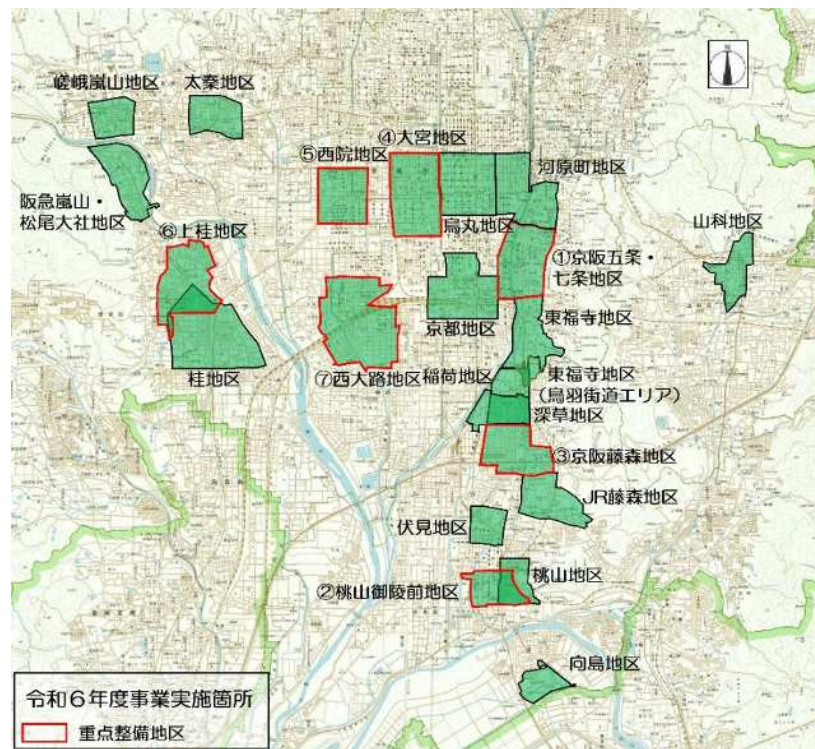 N
嵯峨嵐山地区
太秦地区
④大宮地区
⑤西院地区
河原町地区
阪急嵐山・
松尾大社地区
烏丸地区
山科地区
⑥上桂地区
①京阪五条・
七条地区
東福寺地区
京都地区
桂地区
⑦西大路地区
稲荷地区
東福寺地区
(鳥羽街道エリア)
深草地区
③京阪藤森地区
JR藤森地区
伏見地区
桃山地区
②桃山御陵前地区
向島地区
令和6年度事業実施箇所
重点整備地区